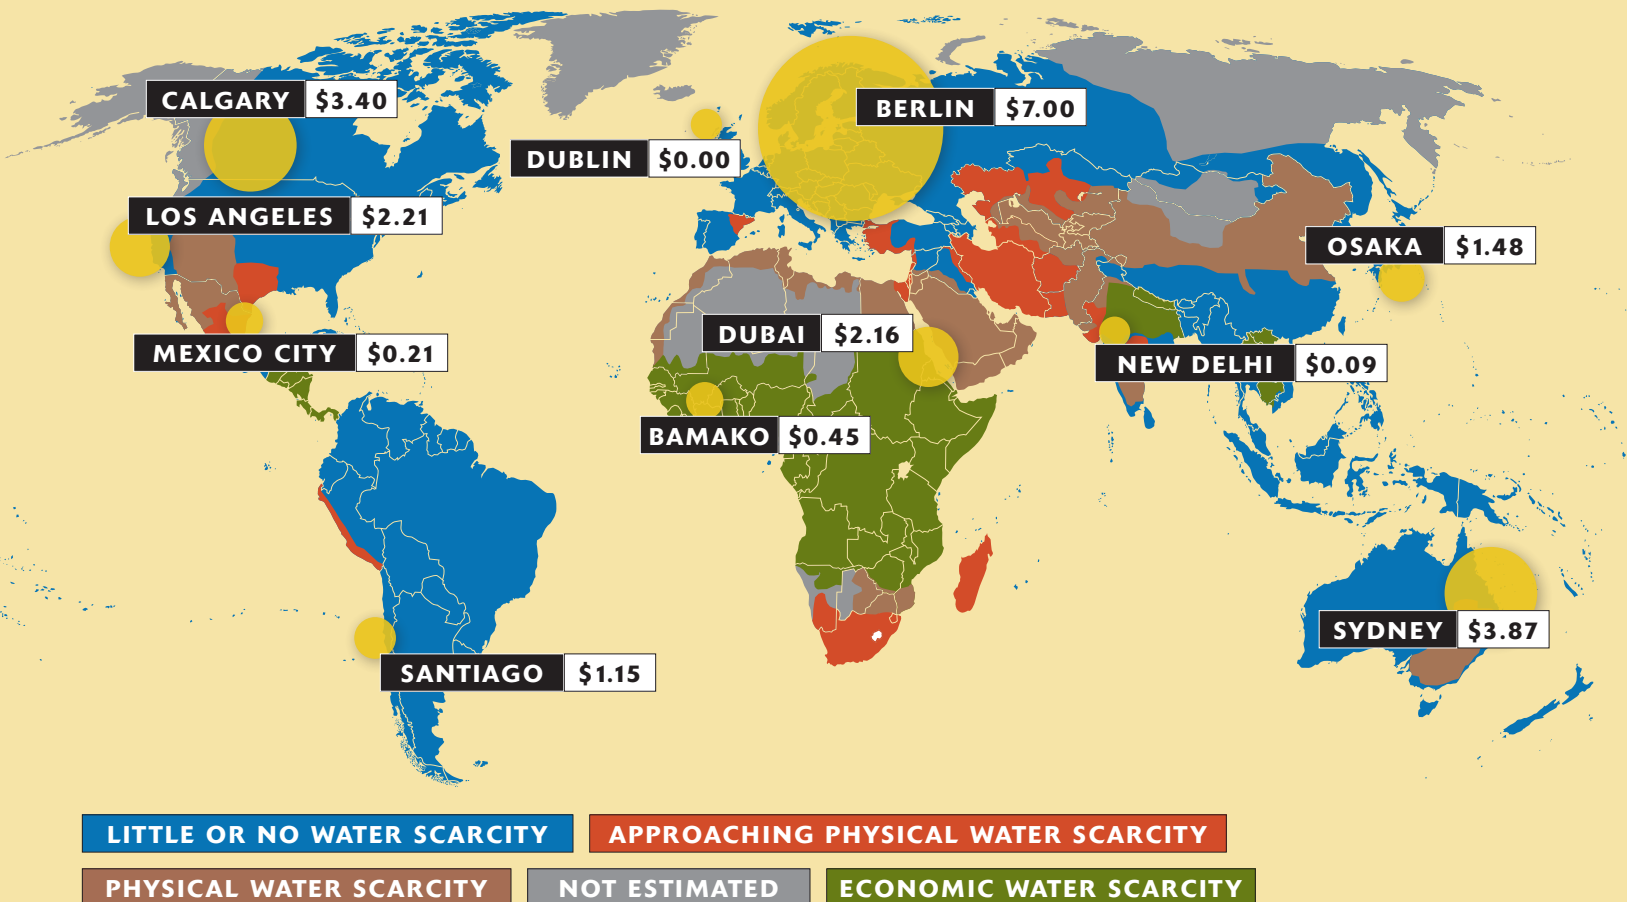 CALGARY $3.40
BERLIN $7.00
DUBLIN $0.00
LOS ANGELES $2.21
OSAKA $1.48
DUBAI $2.16
MEXICO CITY $0.21
NEW DELHI $0.09
BAMAKO $0.45
SYDNEY $3.87
SANTIAGO $1.15
LITTLE OR NO WATER SCARCITY APPROACHING PHYSICAL WATER SCARCITY
PHYSICAL WATER SCARCITY NOT ESTIMATED ECONOMIC WATER SCARCITY